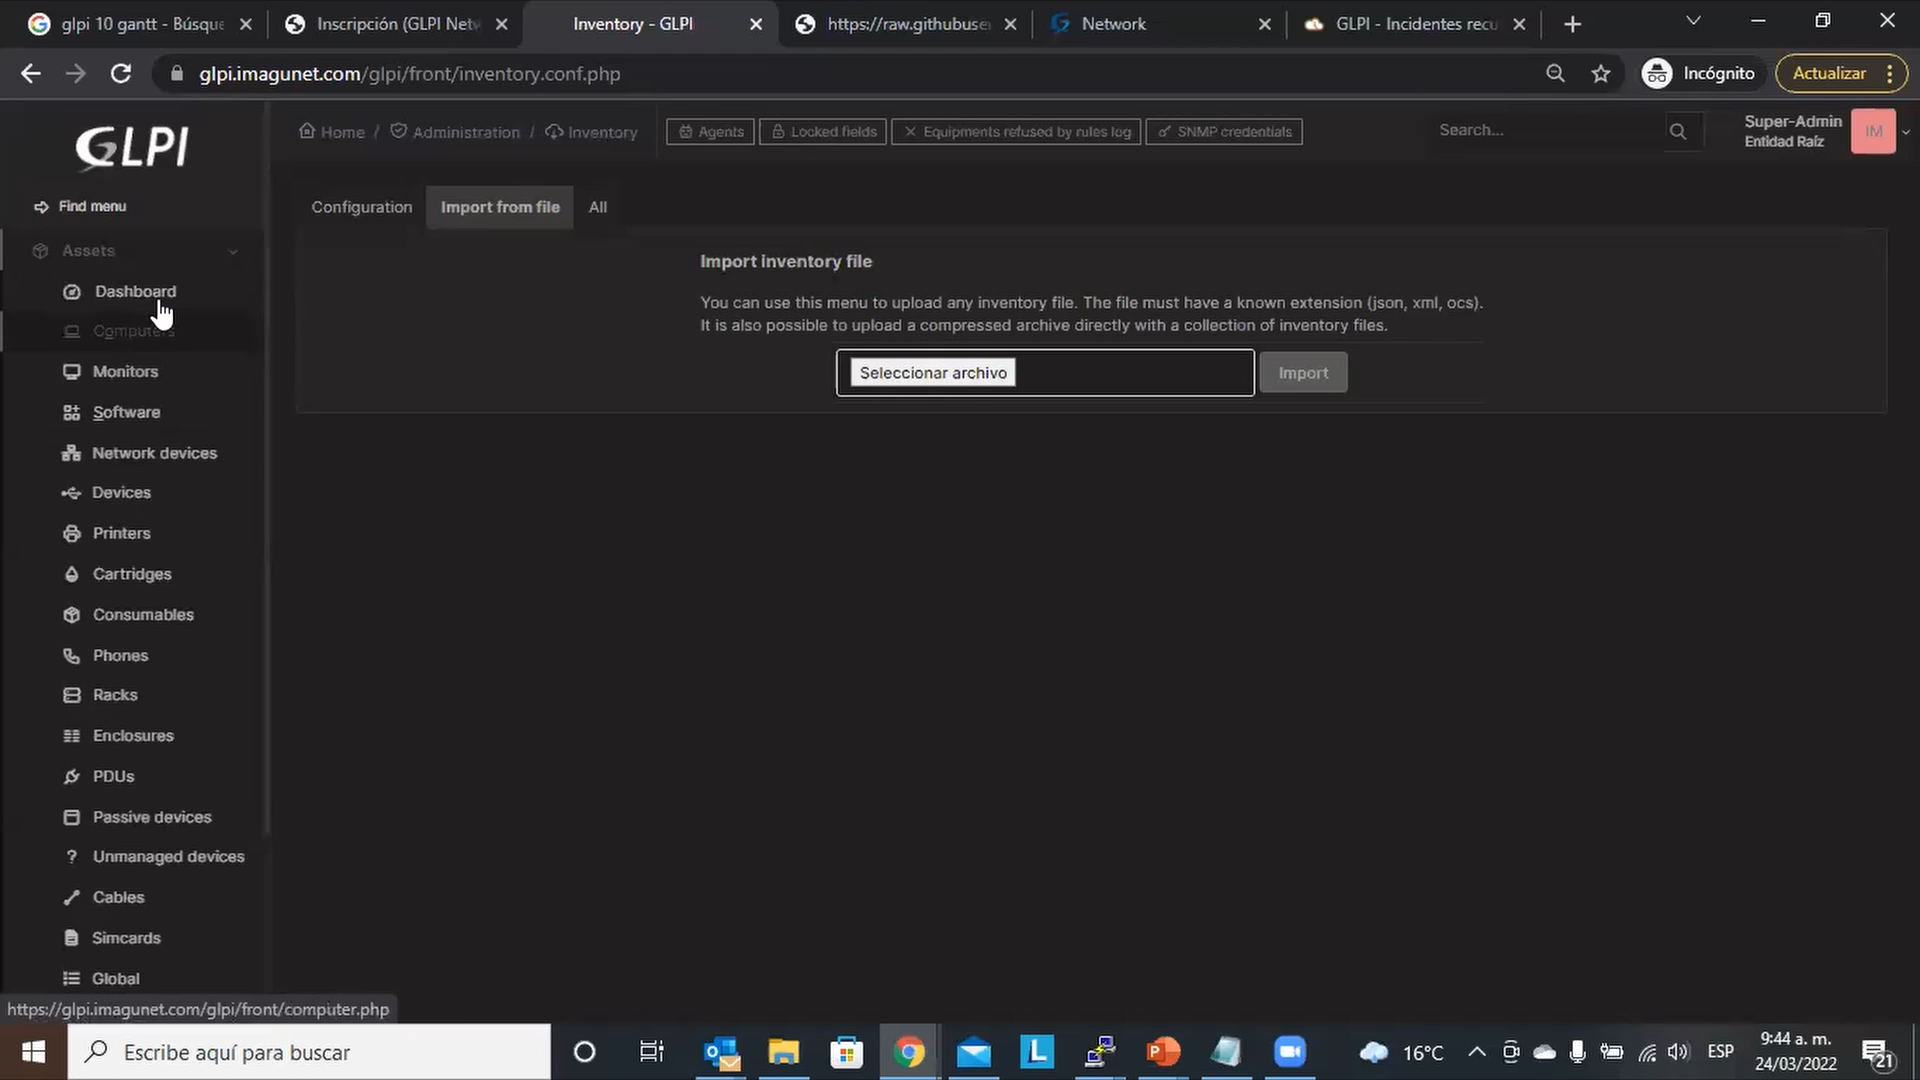 glpi 10 gantt - Búsque
Inscripción (GLPI Netw
Inventory - GLPI
https://raw.githubuser
Network
GLPI - Incidentes recu
glpi.imagunet.com/glpi/front/inventory.conf.php
Incógnito
Actualizar
GLPI
Home / Administration / Inventory
Agents
Locked fields
Equipments refused by rules log
SNMP credentials
Search...
Super-Admin
Entidad Raíz
IM
Find menu
Configuration
Import from file
All
Assets
Import inventory file
Dashboard
You can use this menu to upload any inventory file. The file must have a known extension (json, xml, ocs).
It is also possible to upload a compressed archive directly with a collection of inventory files.
Computers
Seleccionar archivo
Import
Monitors
Software
Network devices
Devices
Printers
Cartridges
Consumables
Phones
Racks
Enclosures
PDUs
Passive devices
Unmanaged devices
Cables
Simcards
Global
https://glpi.imagunet.com/glpi/front/computer.php
Escribe aquí para buscar
L
16°C
ESP
9:44 a. m.
24/03/2022
21